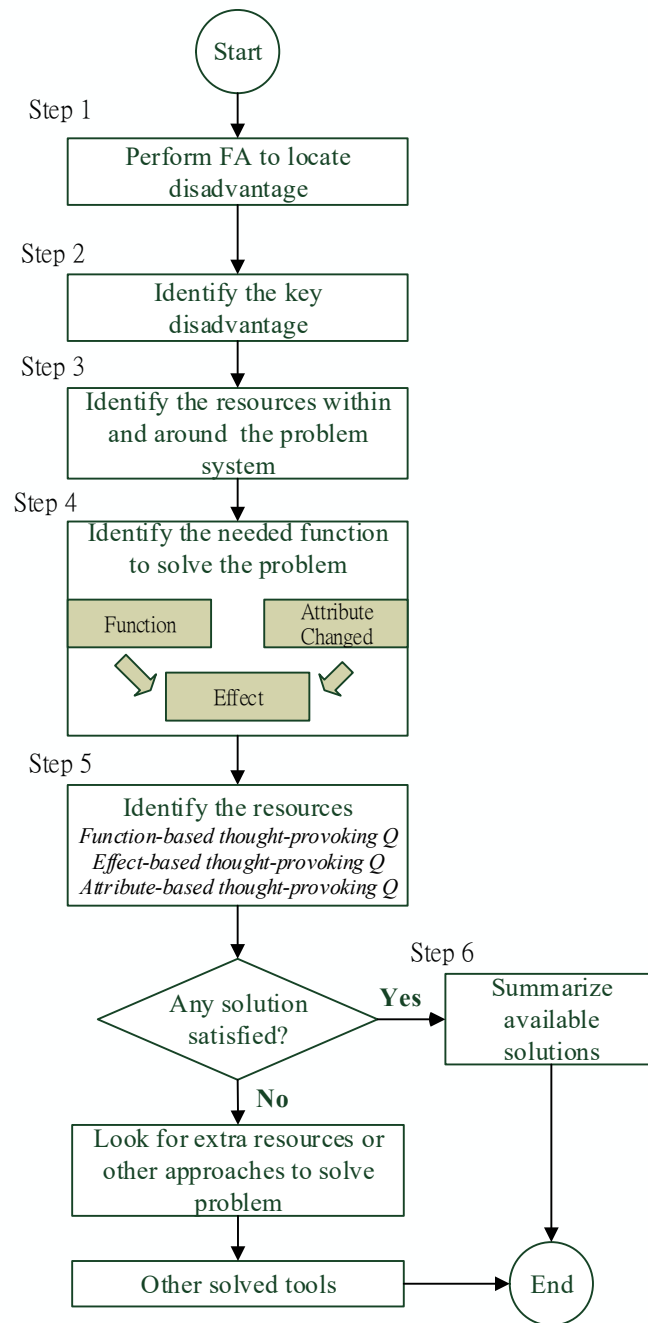 Start
Step 1
Perform FA to locate
disadvantage
Step 2
Identify the key
disadvantage
Step 3
Identify the resources within
and around the problem
system
Step 4
Identify the needed function
to solve the problem
Function
Attribute
Changed
Effect
Step 5
Identify the resources
Function-based thought-provoking Q
Effect-based thought-provoking Q
Attribute-based thought-provoking Q
Any solution
satisfied?
Yes
Step 6
Summarize
available
solutions
No
Look for extra resources or
other approaches to solve
problem
Other solved tools
End